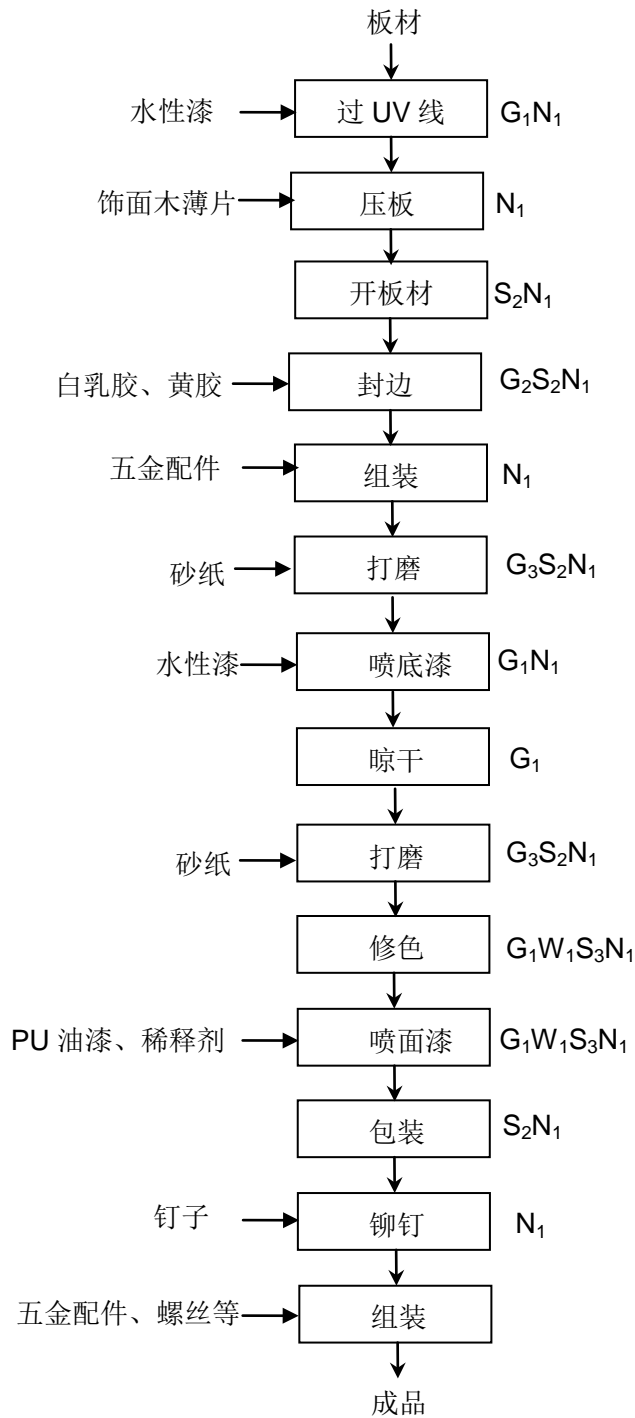 板材
水性漆 过 UV 线 G₁N₁
饰面木薄片 压板 N₁
开板材 S₂N₁
白乳胶、黄胶 封边 G₂S₂N₁
五金配件 组装 N₁
砂纸 打磨 G₃S₂N₁
水性漆 喷底漆 G₁N₁
晾干 G₁
砂纸 打磨 G₃S₂N₁
修色 G₁W₁S₃N₁
PU 油漆、稀释剂 喷面漆 G₁W₁S₃N₁
包装 S₂N₁
钉子 铆钉 N₁
五金配件、螺丝等 组装
成品